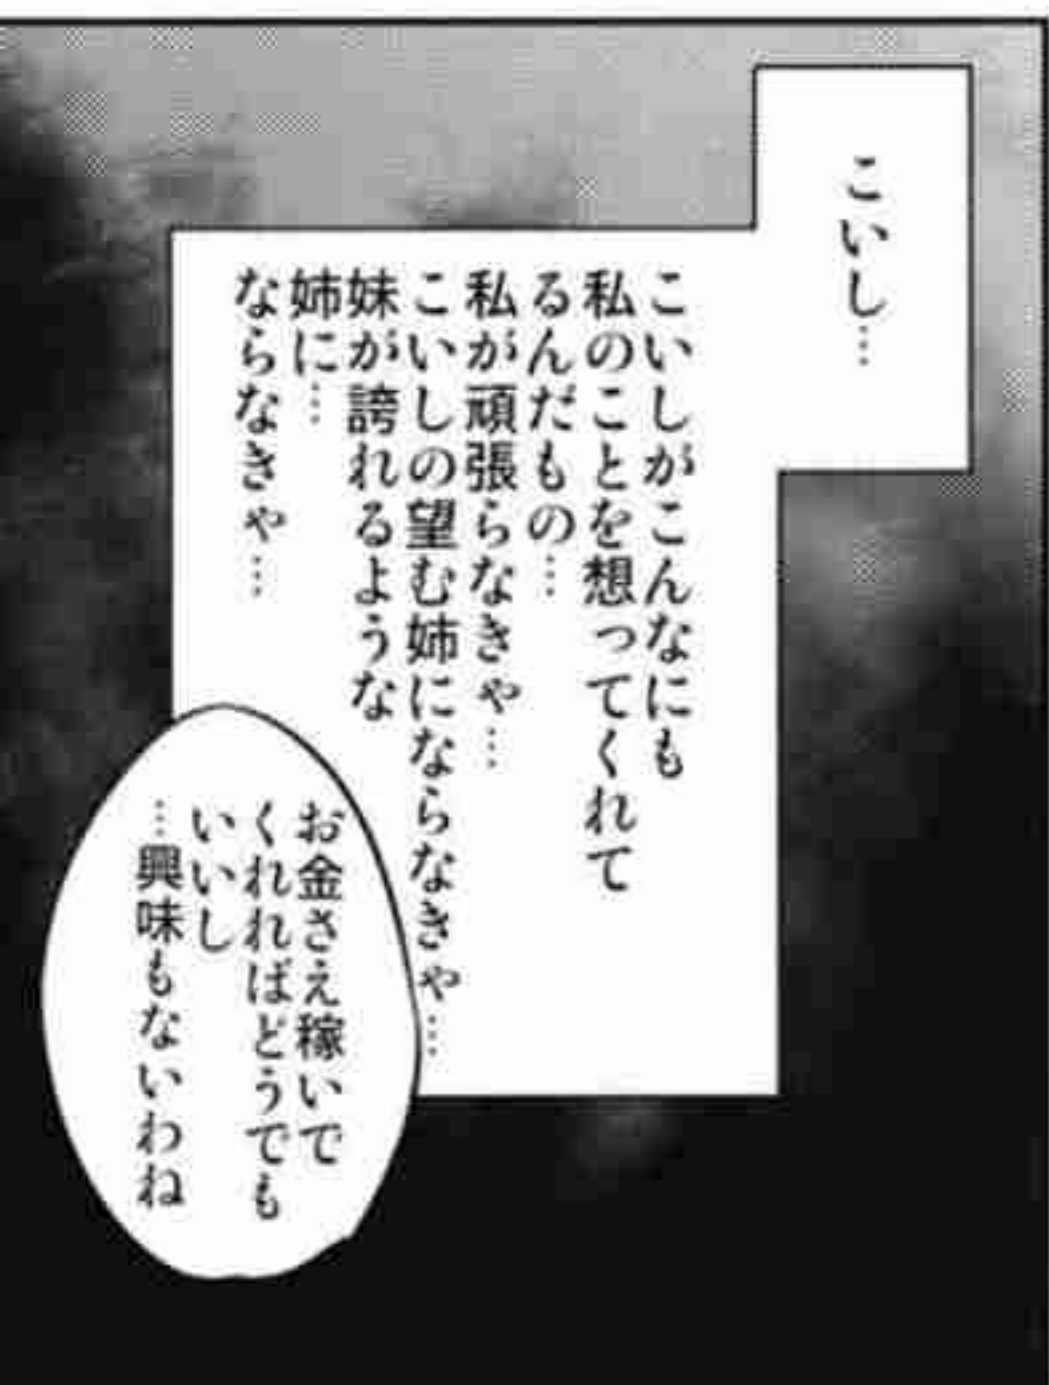 こいし…
こいしがこんなにも
私のことを想ってくれて
るんだもの…
私が頑張らなきゃ…
こいしの望む姉にならなきゃ…
妹が誇れるような
姉に…
ならなきゃ…
お金さえ稼いで
くれればどうでも
いいし
…興味もないわね